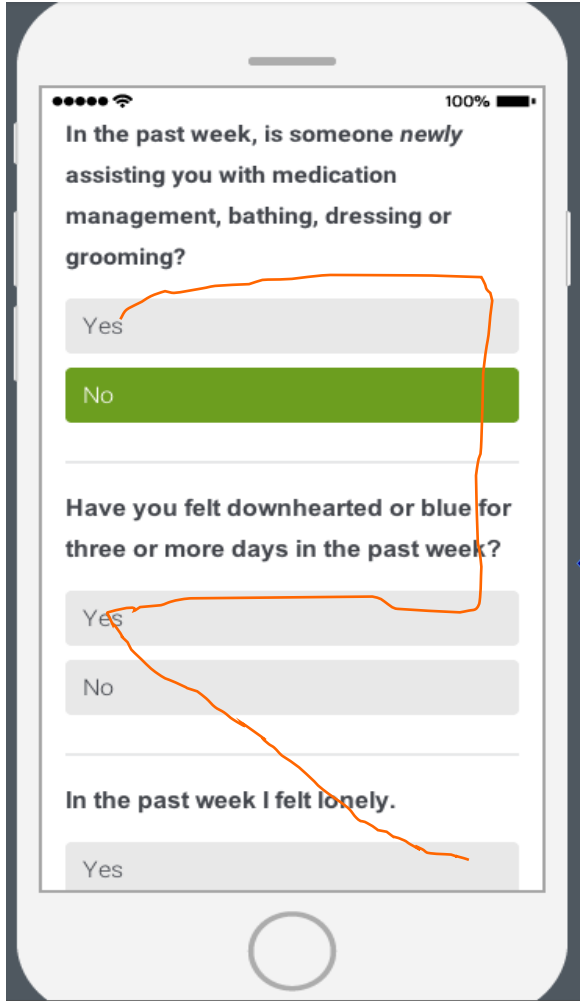 100%
In the past week, is someone newly
assisting you with medication
management, bathing, dressing or
grooming?
Yes
No
Have you felt downhearted or blue for
three or more days in the past week?
Yes
No
In the past week I felt lonely.
Yes